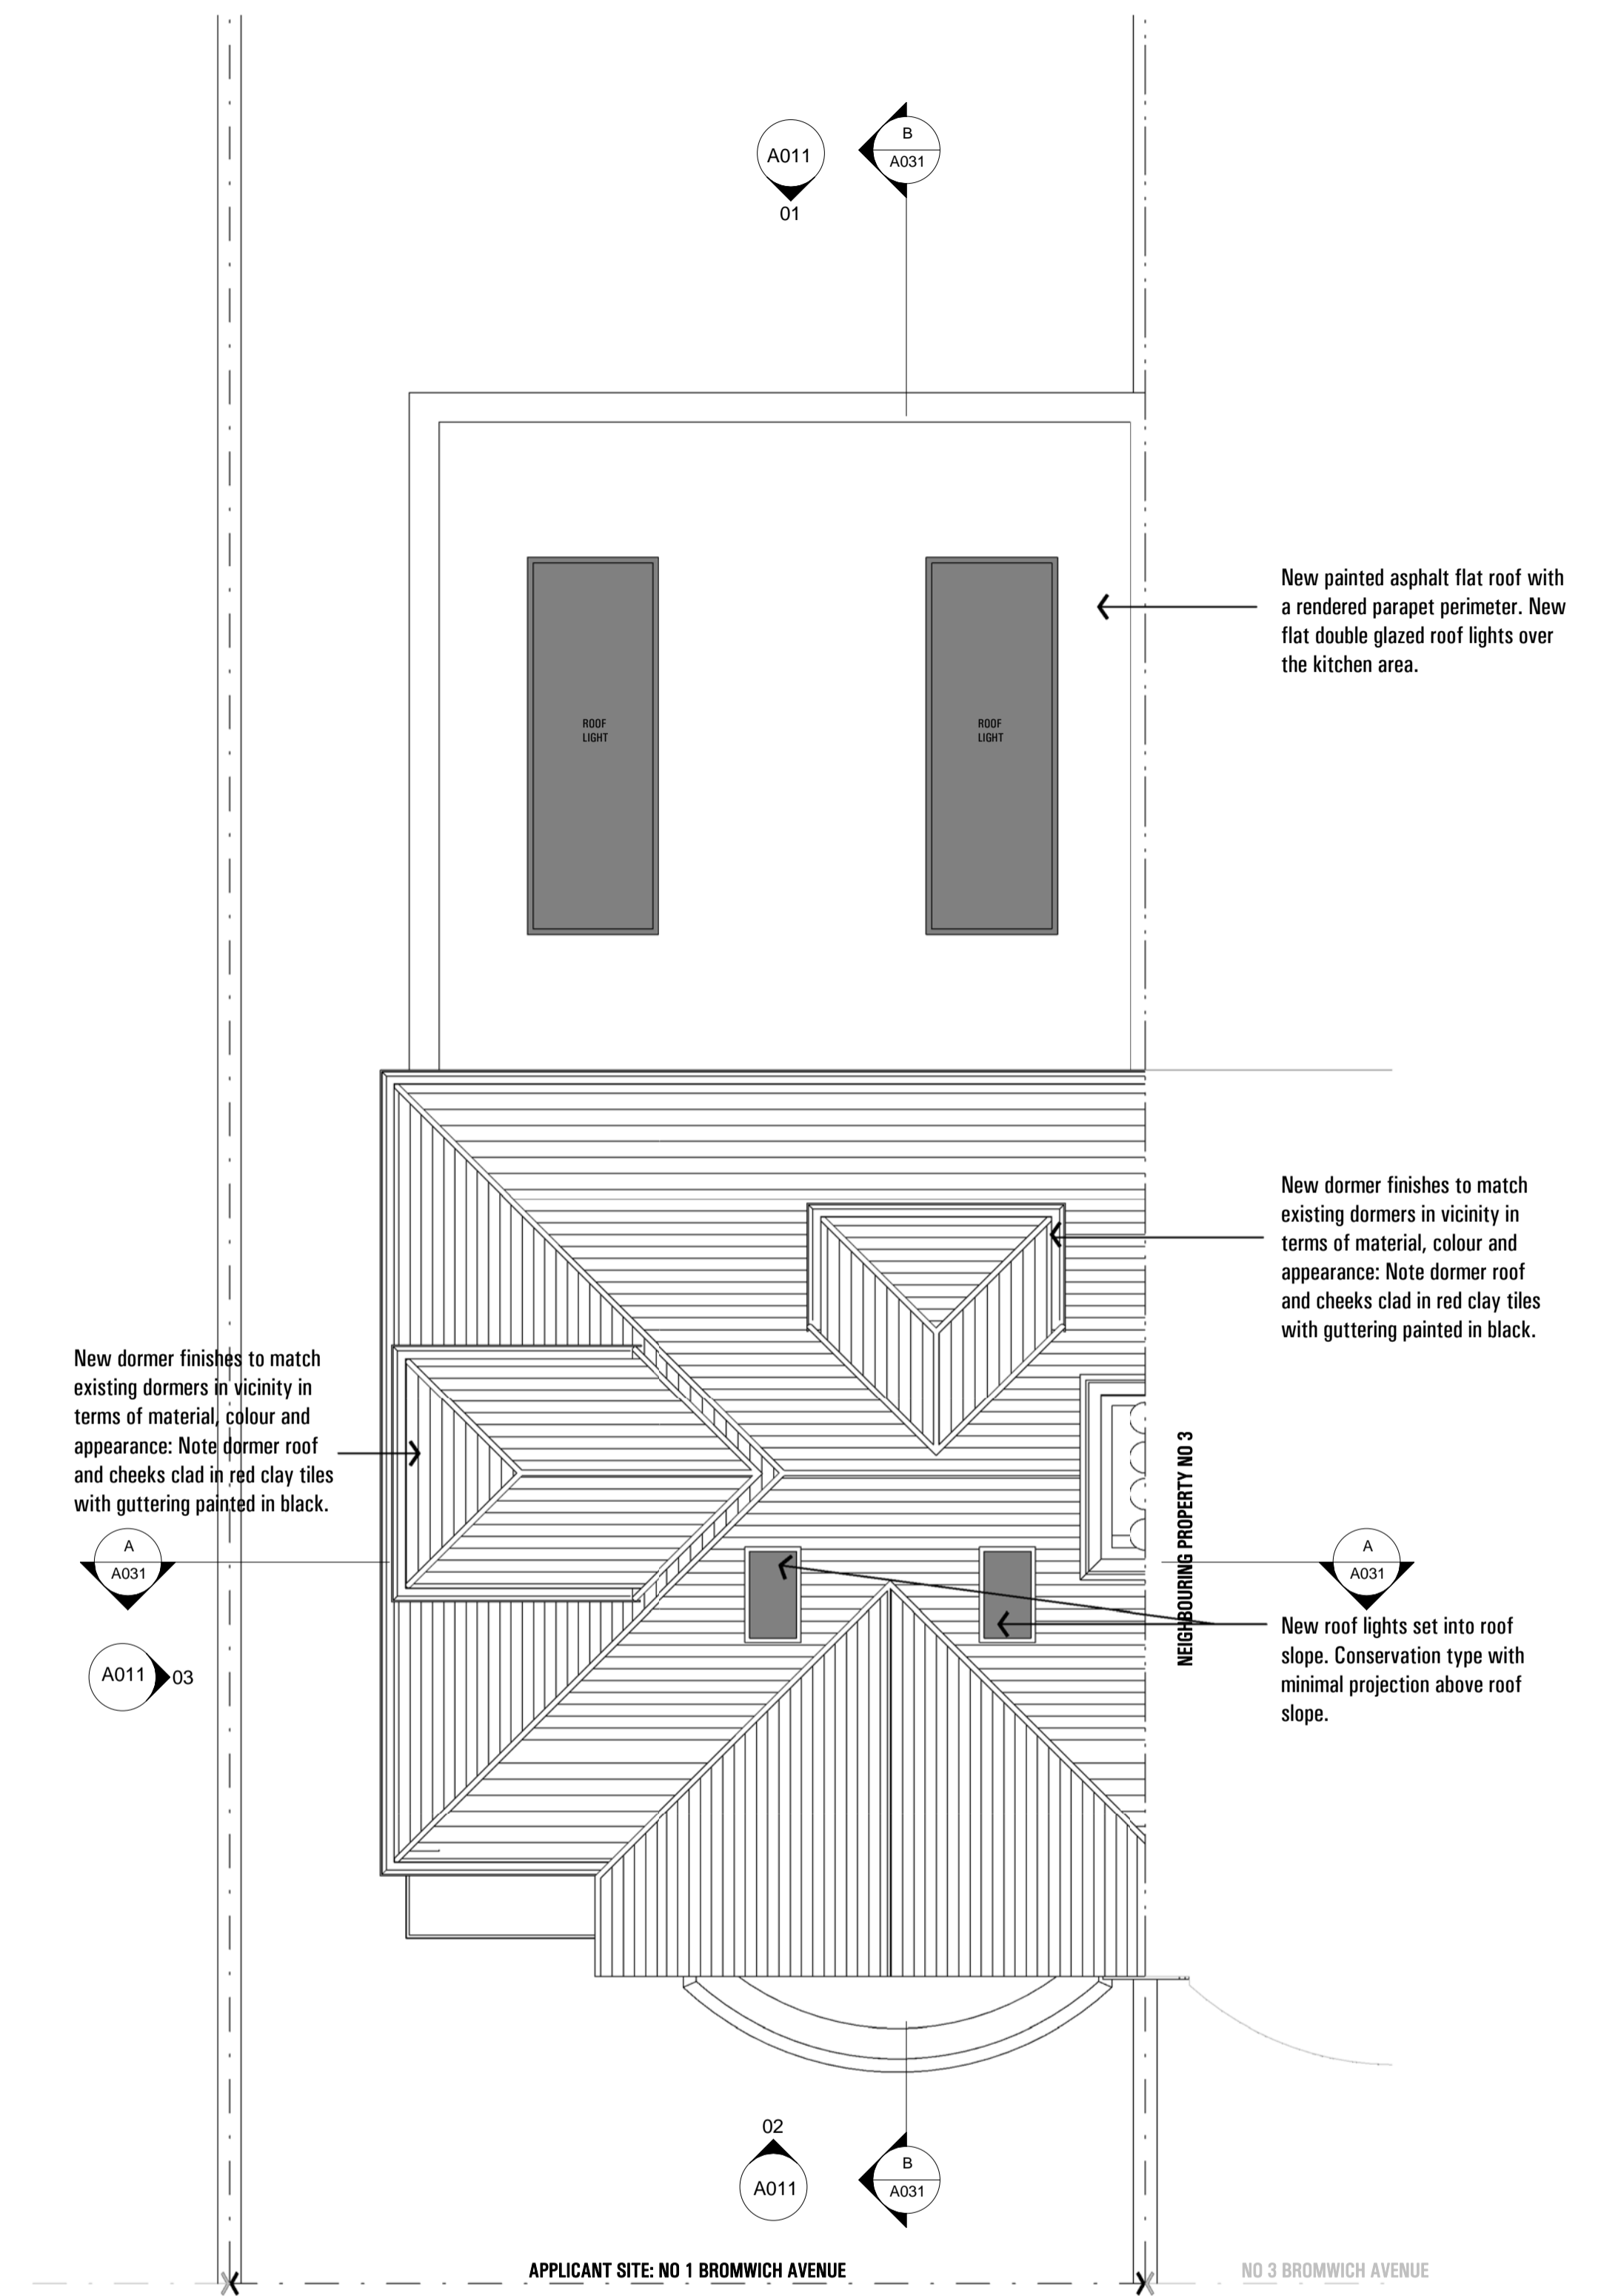 B
A011
A031
01
New painted asphalt flat roof with
a rendered parapet perimeter. New
flat double glazed roof lights over
the kitchen area.
ROOF
LIGHT
ROOF
LIGHT
New dormer finishes to match
existing dormers in vicinity in
terms of material, colour and
appearance: Note dormer roof
and cheeks clad in red clay tiles
with guttering painted in black.
New dormer finishes to match
existing dormers in vicinity in
terms of material, colour and
appearance: Note dormer roof
and cheeks clad in red clay tiles
with guttering painted in black.
NEIGHBOURING PROPERTY NO 3
A
A031
A
A031
New roof lights set into roof
slope. Conservation type with
minimal projection above roof
slope.
A011
03
02
B
A011
A031
APPLICANT SITE: NO 1 BROMWICH AVENUE
NO 3 BROMWICH AVENUE